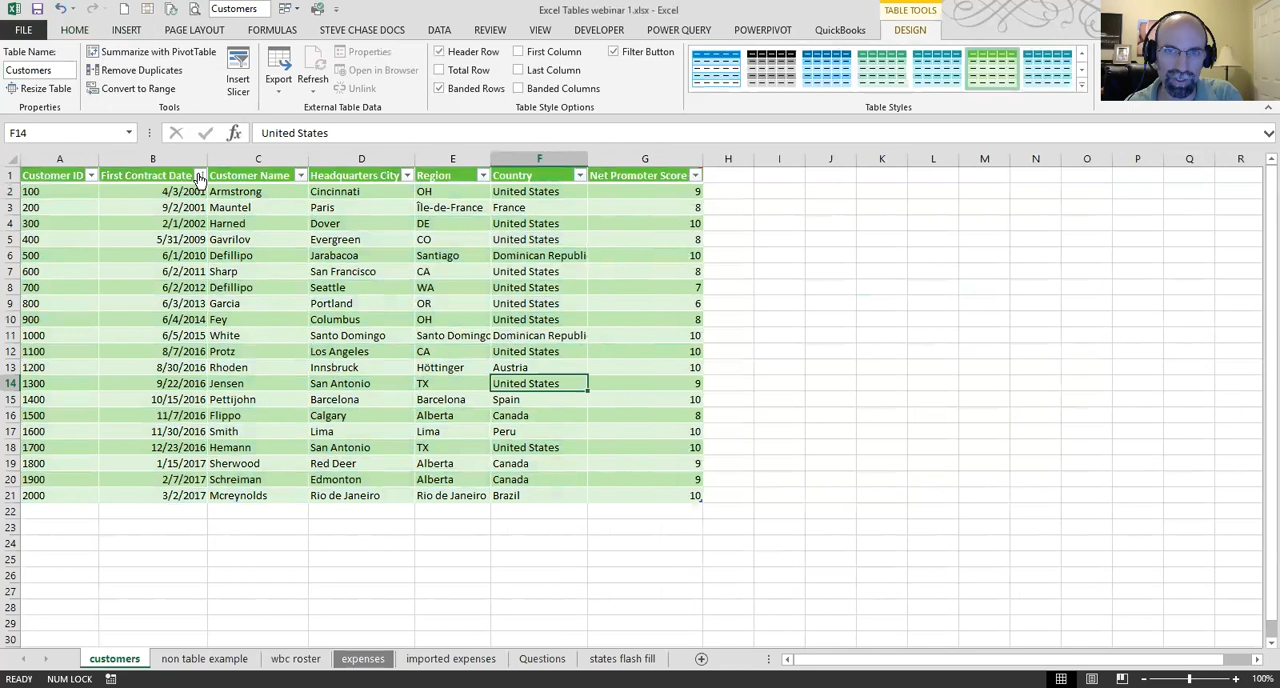 Customers
Excel Tables webinar 1.xlsx - Excel
TABLE TOOLS
FILE HOME INSERT PAGE LAYOUT FORMULAS STEVE CHASE DOCS DATA REVIEW VIEW DEVELOPER POWER QUERY POWERPIVOT QuickBooks DESIGN
Table Name: Summarize with PivotTable Properties Header Row First Column Filter Button
Customers Remove Duplicates Insert Slicer Export Refresh Open in Browser Total Row Last Column
Resize Table Convert to Range Unlink Banded Rows Banded Columns
Properties Tools External Table Data Table Style Options Table Styles
F14 fx United States
A B C D E F G H I J K L M N O P Q R
1 Customer ID First Contract Date Customer Name Headquarters City Region Country Net Promoter Score
2 100 4/3/2001 Armstrong Cincinnati OH United States 9
3 200 9/2/2001 Mauntel Paris Île-de-France France 8
4 300 2/1/2002 Harned Dover DE United States 10
5 400 5/31/2009 Gavrilov Evergreen CO United States 8
6 500 6/1/2010 Defillipo Jarabacoa Santiago Dominican Republi 10
7 600 6/2/2011 Sharp San Francisco CA United States 8
8 700 6/2/2012 Defillipo Seattle WA United States 7
9 800 6/3/2013 Garcia Portland OR United States 6
10 900 6/4/2014 Fey Columbus OH United States 8
11 1000 6/5/2015 White Santo Domingo Santo Domingo Dominican Republi 10
12 1100 8/7/2016 Protz Los Angeles CA United States 10
13 1200 8/30/2016 Rhoden Innsbruck Höttinger Austria 10
14 1300 9/22/2016 Jensen San Antonio TX United States 9
15 1400 10/15/2016 Pettijohn Barcelona Barcelona Spain 10
16 1500 11/7/2016 Flippo Calgary Alberta Canada 8
17 1600 11/30/2016 Smith Lima Lima Peru 10
18 1700 12/23/2016 Hemann San Antonio TX United States 10
19 1800 1/15/2017 Sherwood Red Deer Alberta Canada 9
20 1900 2/7/2017 Schreiman Edmonton Alberta Canada 9
21 2000 3/2/2017 Mcreynolds Rio de Janeiro Rio de Janeiro Brazil 10
22
23
24
25
26
27
28
29
30
customers non table example wbc roster expenses imported expenses Questions states flash fill
READY NUM LOCK 100%